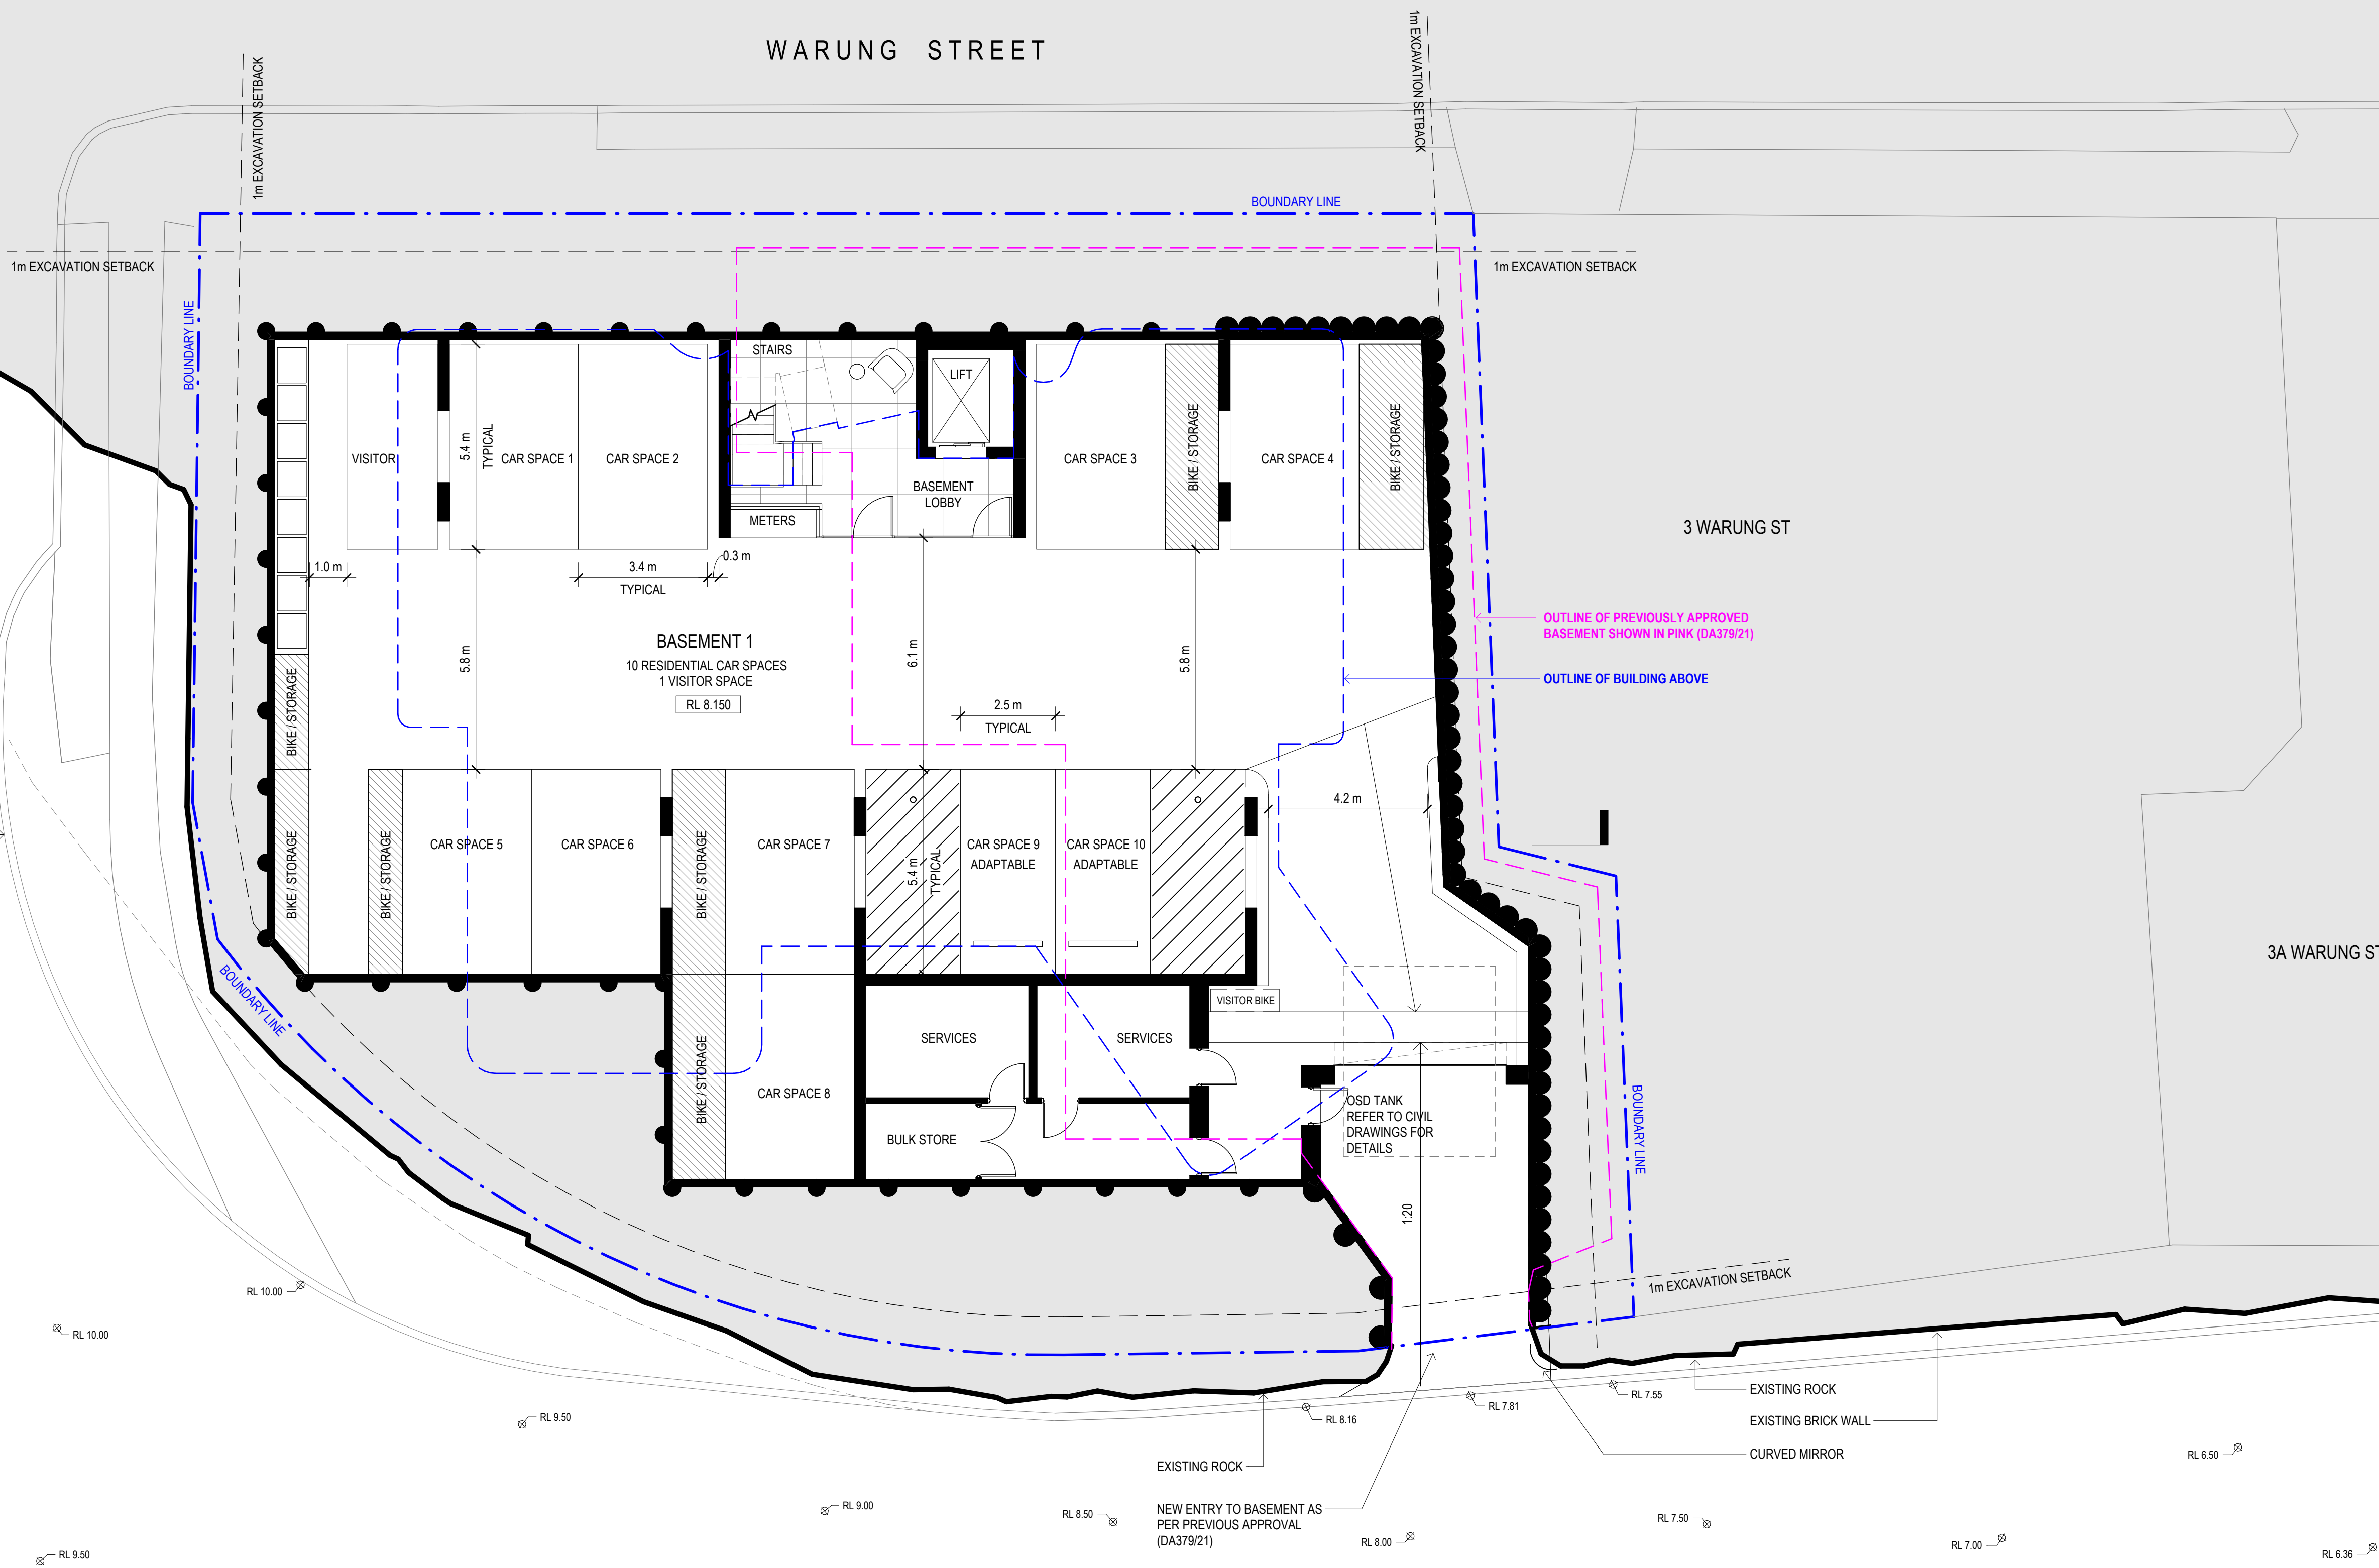 WARUNG STREET
1m EXCAVATION SETBACK
1m EXCAVATION SETBACK
BOUNDARY LINE
1m EXCAVATION SETBACK
1m EXCAVATION SETBACK
BOUNDARY LINE
STAIRS
LIFT
VISITOR
5.4 m
TYPICAL
CAR SPACE 1
CAR SPACE 2
BASEMENT
LOBBY
METERS
CAR SPACE 3
BIKE / STORAGE
CAR SPACE 4
BIKE / STORAGE
3 WARUNG ST
1.0 m
3.4 m
TYPICAL
0.3 m
OUTLINE OF PREVIOUSLY APPROVED
BASEMENT SHOWN IN PINK (DA379/21)
OUTLINE OF BUILDING ABOVE
5.8 m
BASEMENT 1
10 RESIDENTIAL CAR SPACES
1 VISITOR SPACE
RL 8.150
6.1 m
5.8 m
2.5 m
TYPICAL
BIKE / STORAGE
4.2 m
BIKE / STORAGE
BIKE / STORAGE
CAR SPACE 5
CAR SPACE 6
BIKE / STORAGE
CAR SPACE 7
5.4 m
TYPICAL
CAR SPACE 9
ADAPTABLE
CAR SPACE 10
ADAPTABLE
3A WARUNG ST
BOUNDARY LINE
VISITOR BIKE
SERVICES
SERVICES
BIKE / STORAGE
CAR SPACE 8
BULK STORE
OSD TANK
REFER TO CIVIL
DRAWINGS FOR
DETAILS
BOUNDARY LINE
1:20
1m EXCAVATION SETBACK
RL 10.00
RL 10.00
RL 9.50
RL 8.16
RL 7.81
RL 7.55
EXISTING ROCK
EXISTING BRICK WALL
CURVED MIRROR
RL 6.50
EXISTING ROCK
RL 9.00
RL 8.50
NEW ENTRY TO BASEMENT AS
PER PREVIOUS APPROVAL
(DA379/21)
RL 8.00
RL 7.50
RL 7.00
RL 6.36
RL 9.50